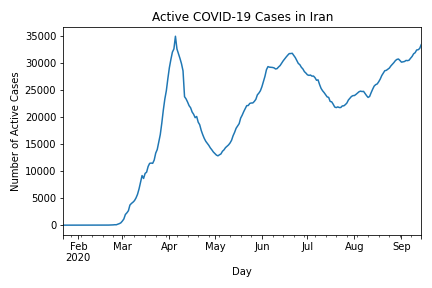 Active COVID-19 Cases in Iran
Number of Active Cases
35000
30000
25000
20000
15000
10000
5000
0
Feb Mar Apr May Jun Jul Aug Sep
2020
Day